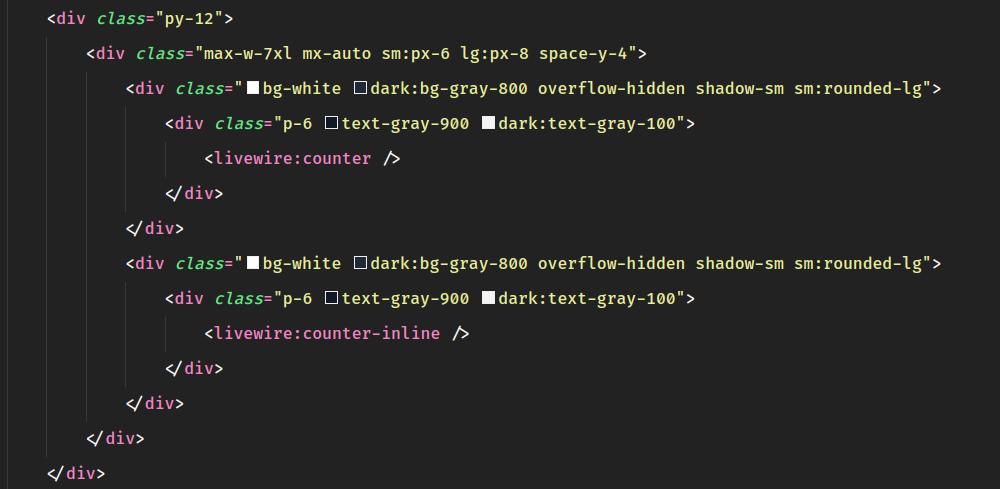 <div class="py-12">
<div class="max-w-7xl mx-auto sm:px-6 lg:px-8 space-y-4">
<div class="bg-white dark:bg-gray-800 overflow-hidden shadow-sm sm:rounded-lg">
<div class="p-6 text-gray-900 dark:text-gray-100">
<livewire:counter />
</div>
</div>
<div class="bg-white dark:bg-gray-800 overflow-hidden shadow-sm sm:rounded-lg">
<div class="p-6 text-gray-900 dark:text-gray-100">
<livewire:counter-inline />
</div>
</div>
</div>
</div>